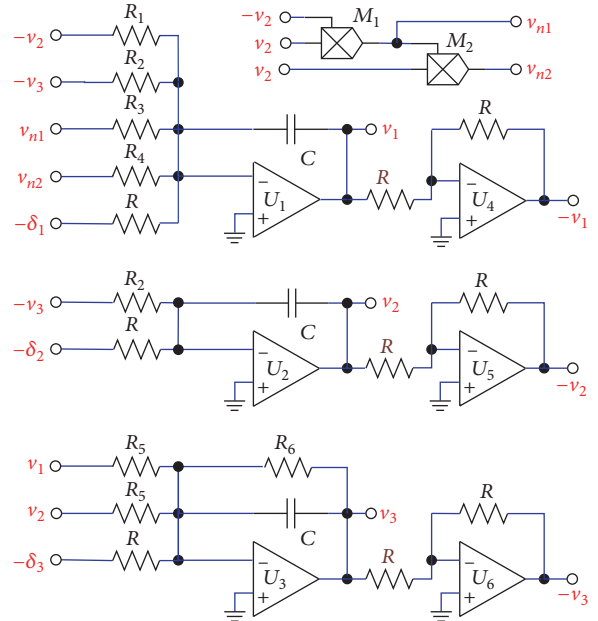 −v2 R1
−v2 M1
v2
vn1
M2
v2
vn2
−v3 R2
vn1 R3
vn2 R4
−δ1 R
C
v1
−
+
U1
R
R
−
+
U4
−v1
−v3 R2
−δ2 R
C
v2
−
+
U2
R
R
−
+
U5
−v2
v1 R5
R6
v2 R5
C
v3
−δ3 R
−
+
U3
R
R
−
+
U6
−v3